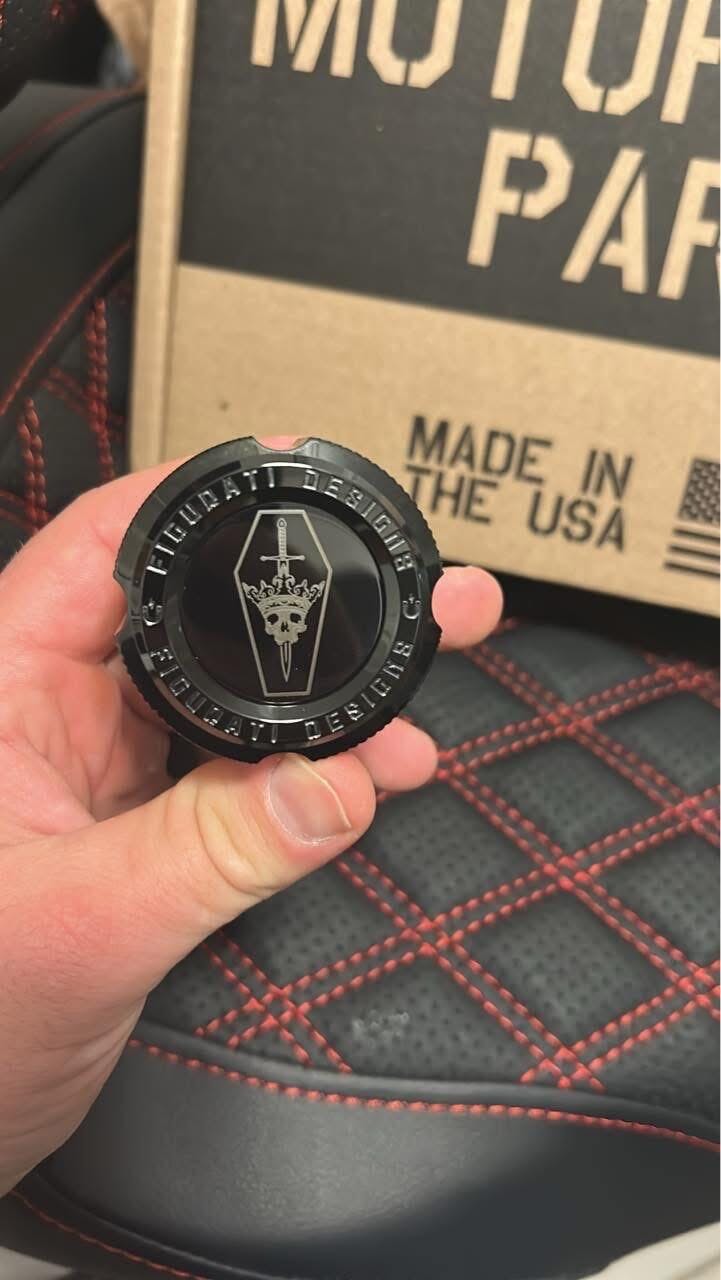 MOTOR
PAR
MADE IN
THE USA
FIGURATI DESIGNS
FIGURATI DESIGNS